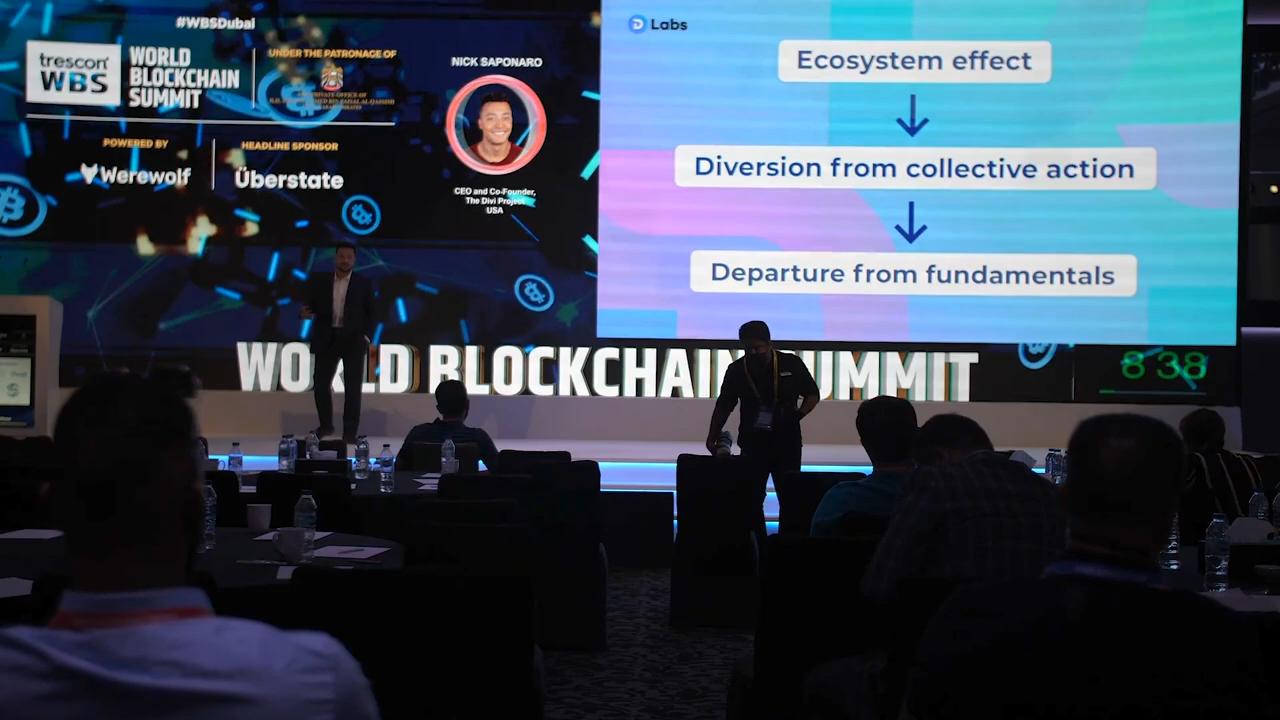 #WBSDubai
trescon
WBS
WORLD
BLOCKCHAIN
SUMMIT
UNDER THE PATRONAGE OF
POWERED BY
Werewolf
HEADLINE SPONSOR
Überstate
NICK SAPONARO
CEO and Co-Founder,
The Divi Project
USA
D Labs
Ecosystem effect
Diversion from collective action
Departure from fundamentals
WORLD BLOCKCHAIN SUMMIT
8 38